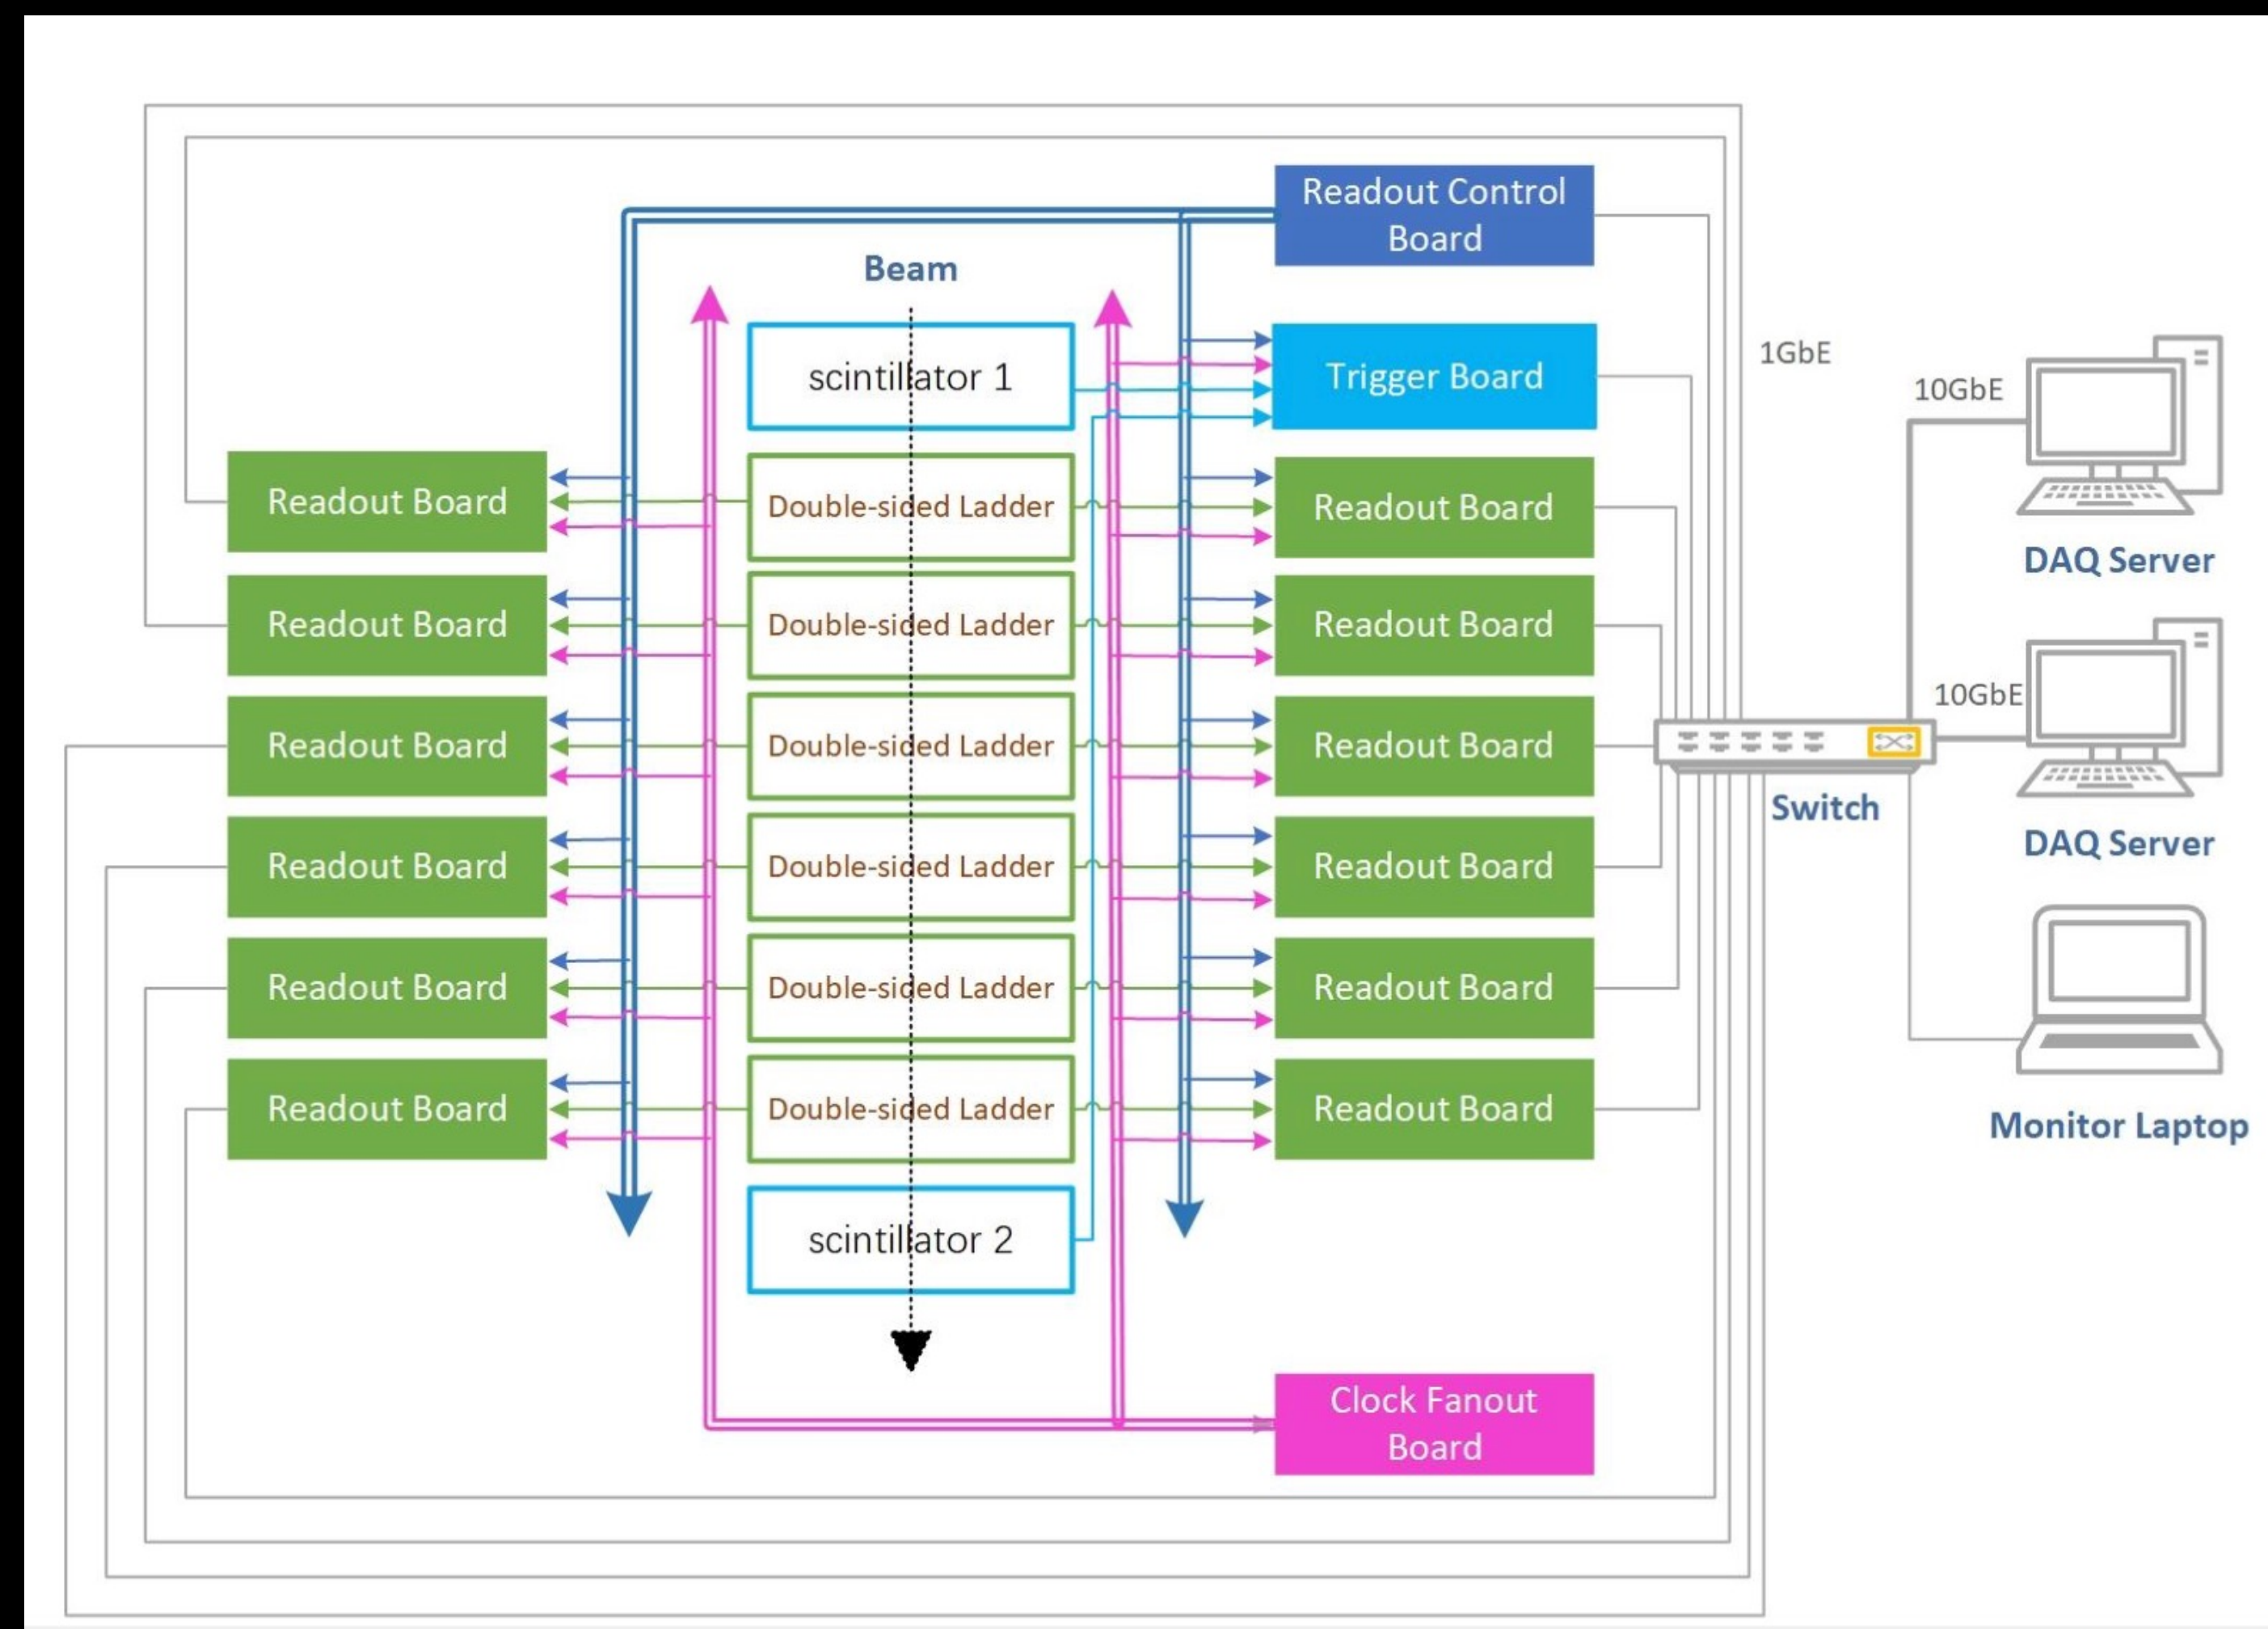 Readout Control
Board
Beam
scintillator 1
Trigger Board
1GbE
10GbE
DAQ Server
Readout Board
Double-sided Ladder
Readout Board
Readout Board
Double-sided Ladder
Readout Board
Readout Board
Double-sided Ladder
Readout Board
10GbE
Switch
DAQ Server
Readout Board
Double-sided Ladder
Readout Board
Readout Board
Double-sided Ladder
Readout Board
Readout Board
Double-sided Ladder
Readout Board
Monitor Laptop
scintillator 2
Clock Fanout
Board